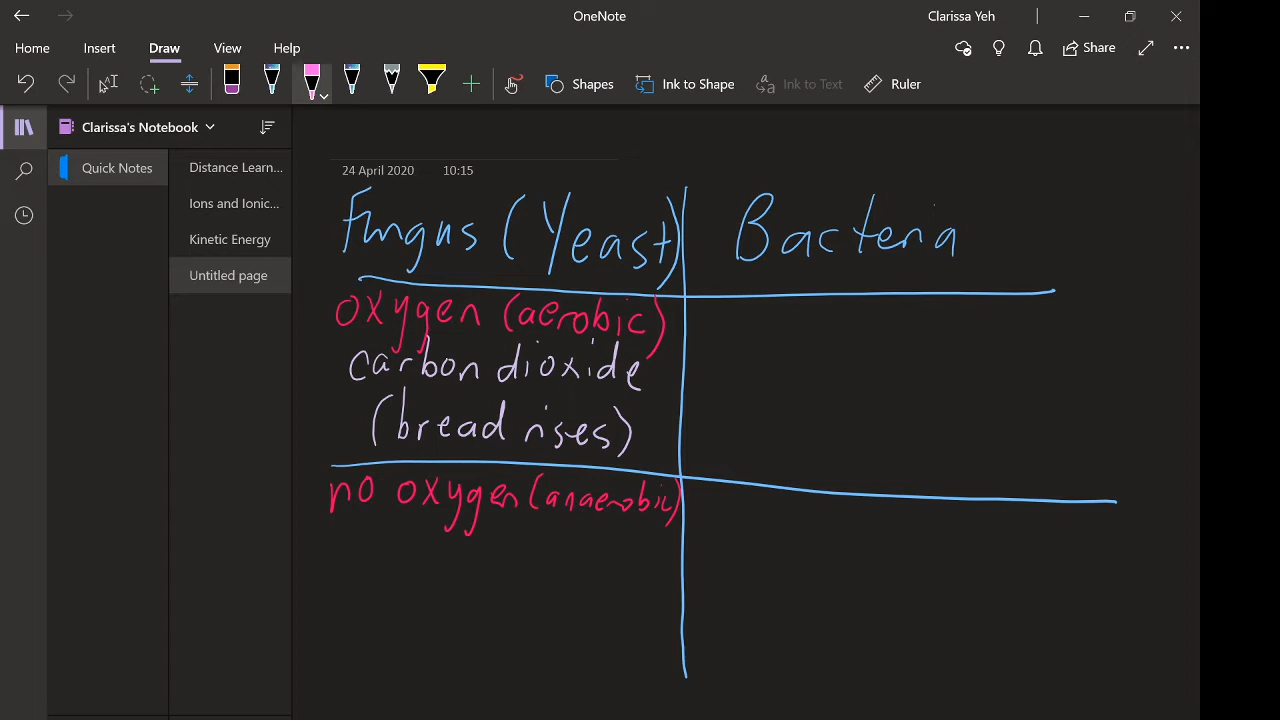 OneNote
Clarissa Yeh
Home Insert Draw View Help
Share
Shapes Ink to Shape Ink to Text Ruler
Clarissa's Notebook
Quick Notes
Distance Learn...
Ions and Ionic...
Kinetic Energy
Untitled page
24 April 2020 10:15
Fungus (Yeast) Bacteria
oxygen (aerobic)
carbon dioxide
(bread rises)
no oxygen (anaerobic)